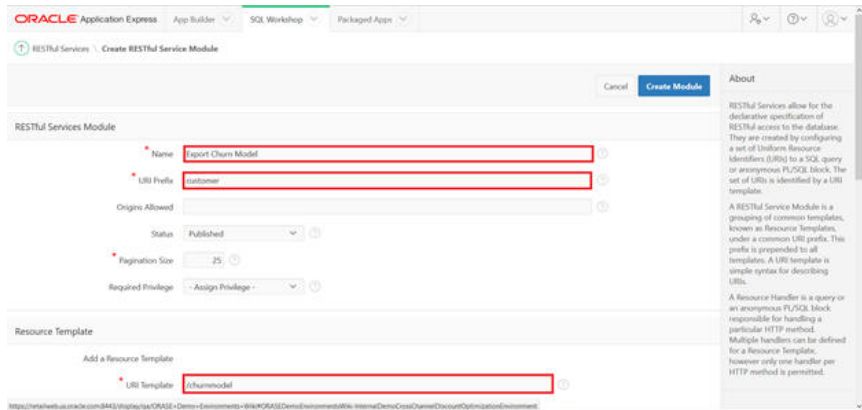 ORACLE Application Express App Builder SQL Workshop Packaged Apps
RESTful Services \ Create RESTful Service Module
Cancel Create Module
RESTful Services Module
* Name Export Churn Model
* URI Prefix customer
Origins Allowed
Status Published
* Pagination Size 25
Required Privilege - Assign Privilege -
Resource Template
Add a Resource Template
* URI Template /churnmodel
About
RESTful Services allow for the
declarative specification of
RESTful access to the database.
They are created by configuring
a set of Uniform Resource
Identifiers (URIs) to a SQL query
or anonymous PL/SQL block. The
set of URIs is identified by a URI
template.
A RESTful Service Module is a
grouping of common templates,
known as Resource Templates,
under a common URI prefix. This
prefix is prepended to all
templates. A URI template is
simple syntax for describing
URIs.
A Resource Handler is a query or
an anonymous PL/SQL block
responsible for handling a
particular HTTP method.
Multiple handlers can be defined
for a Resource Template,
however only one handler per
HTTP method is permitted.